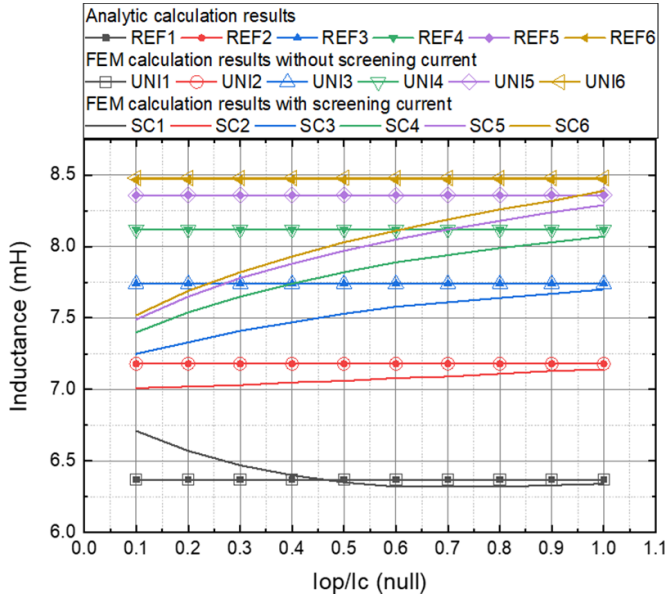 Analytic calculation results
REF1 REF2 REF3 REF4 REF5 REF6
FEM calculation results without screening current
UNI1 UNI2 UNI3 UNI4 UNI5 UNI6
FEM calculation results with screening current
SC1 SC2 SC3 SC4 SC5 SC6
Inductance (mH)
8.5
8.0
7.5
7.0
6.5
6.0
0.0 0.1 0.2 0.3 0.4 0.5 0.6 0.7 0.8 0.9 1.0 1.1
Iop/Ic (null)